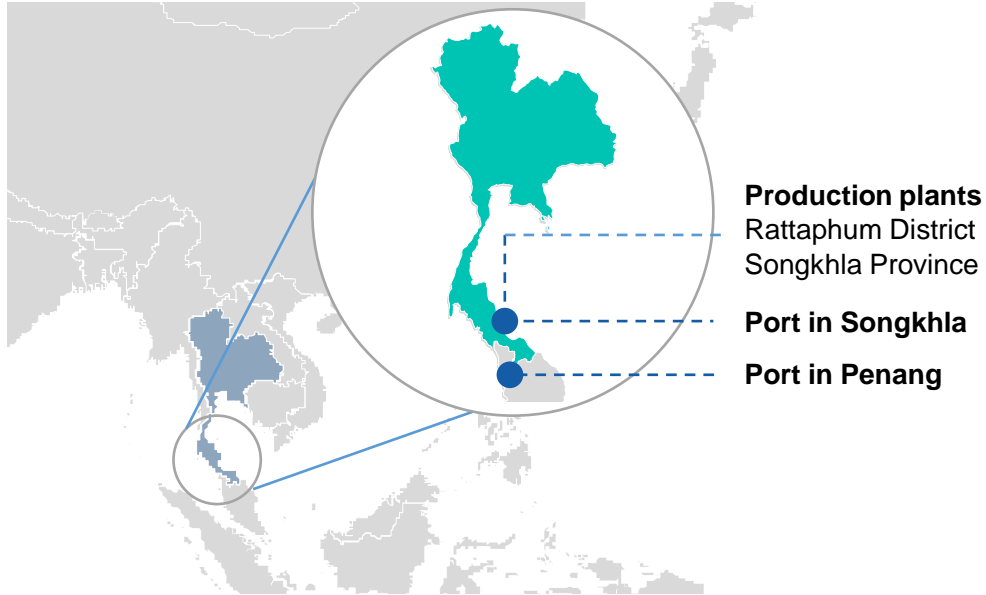 Production plants
Rattaphum District
Songkhla Province
Port in Songkhla
Port in Penang